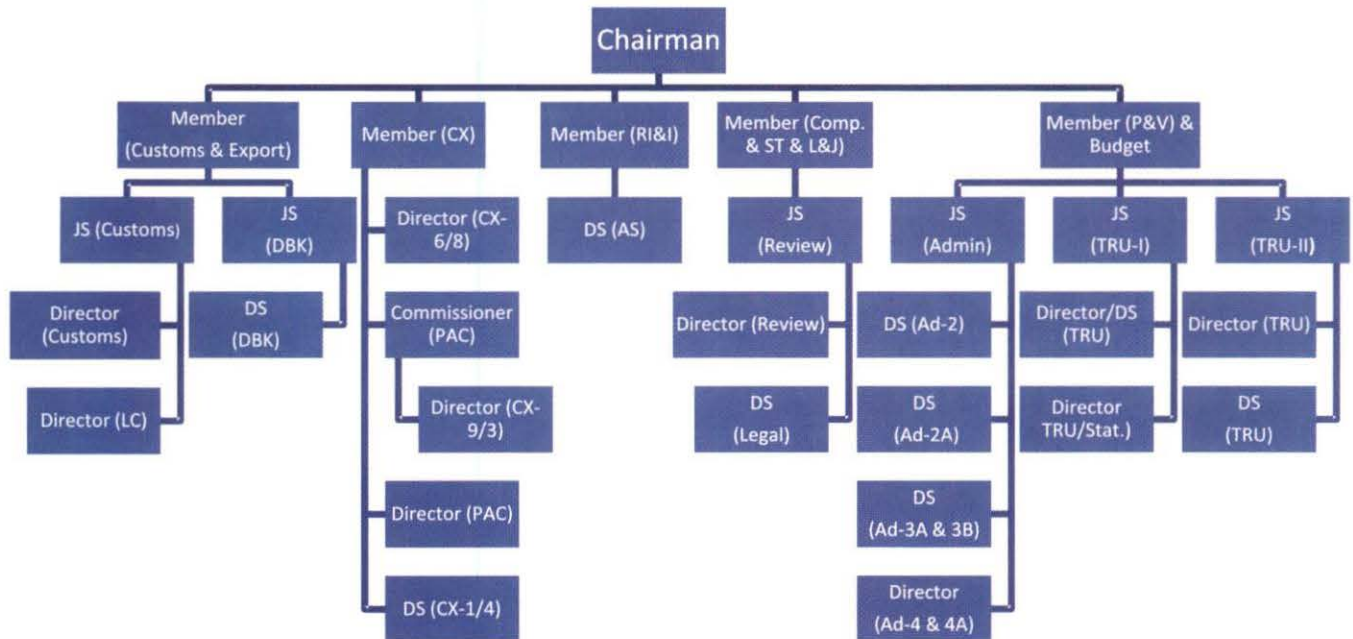 Chairman
Member
(Customs & Export)
Member (CX)
Member (RI&I)
Member (Comp.
& ST & L&J)
Member (P&V) &
Budget
JS (Customs)
JS
(DBK)
Director (CX-
6/8)
DS (AS)
JS
(Review)
JS
(Admin)
JS
(TRU-I)
JS
(TRU-II)
Director
(Customs)
DS
(DBK)
Commissioner
(PAC)
Director (Review)
DS (Ad-2)
Director/DS
(TRU)
Director (TRU)
Director (LC)
Director (CX-
9/3)
DS
(Legal)
DS
(Ad-2A)
Director
TRU/Stat.)
DS
(TRU)
Director (PAC)
DS
(Ad-3A & 3B)
DS (CX-1/4)
Director
(Ad-4 & 4A)